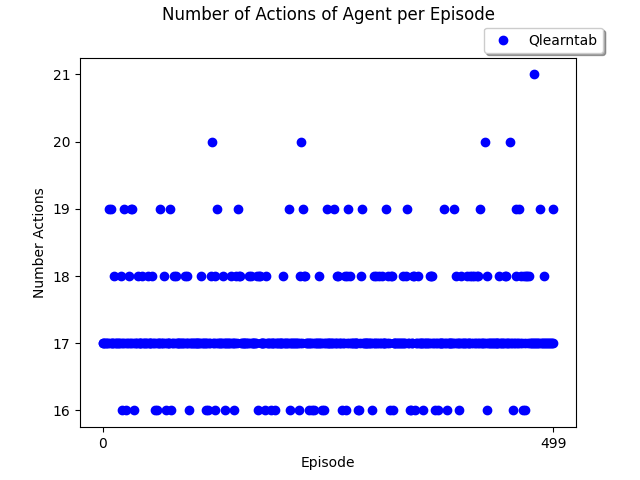 Number of Actions of Agent per Episode
Qlearntab
21
20
19
18
17
16
Number Actions
0
499
Episode